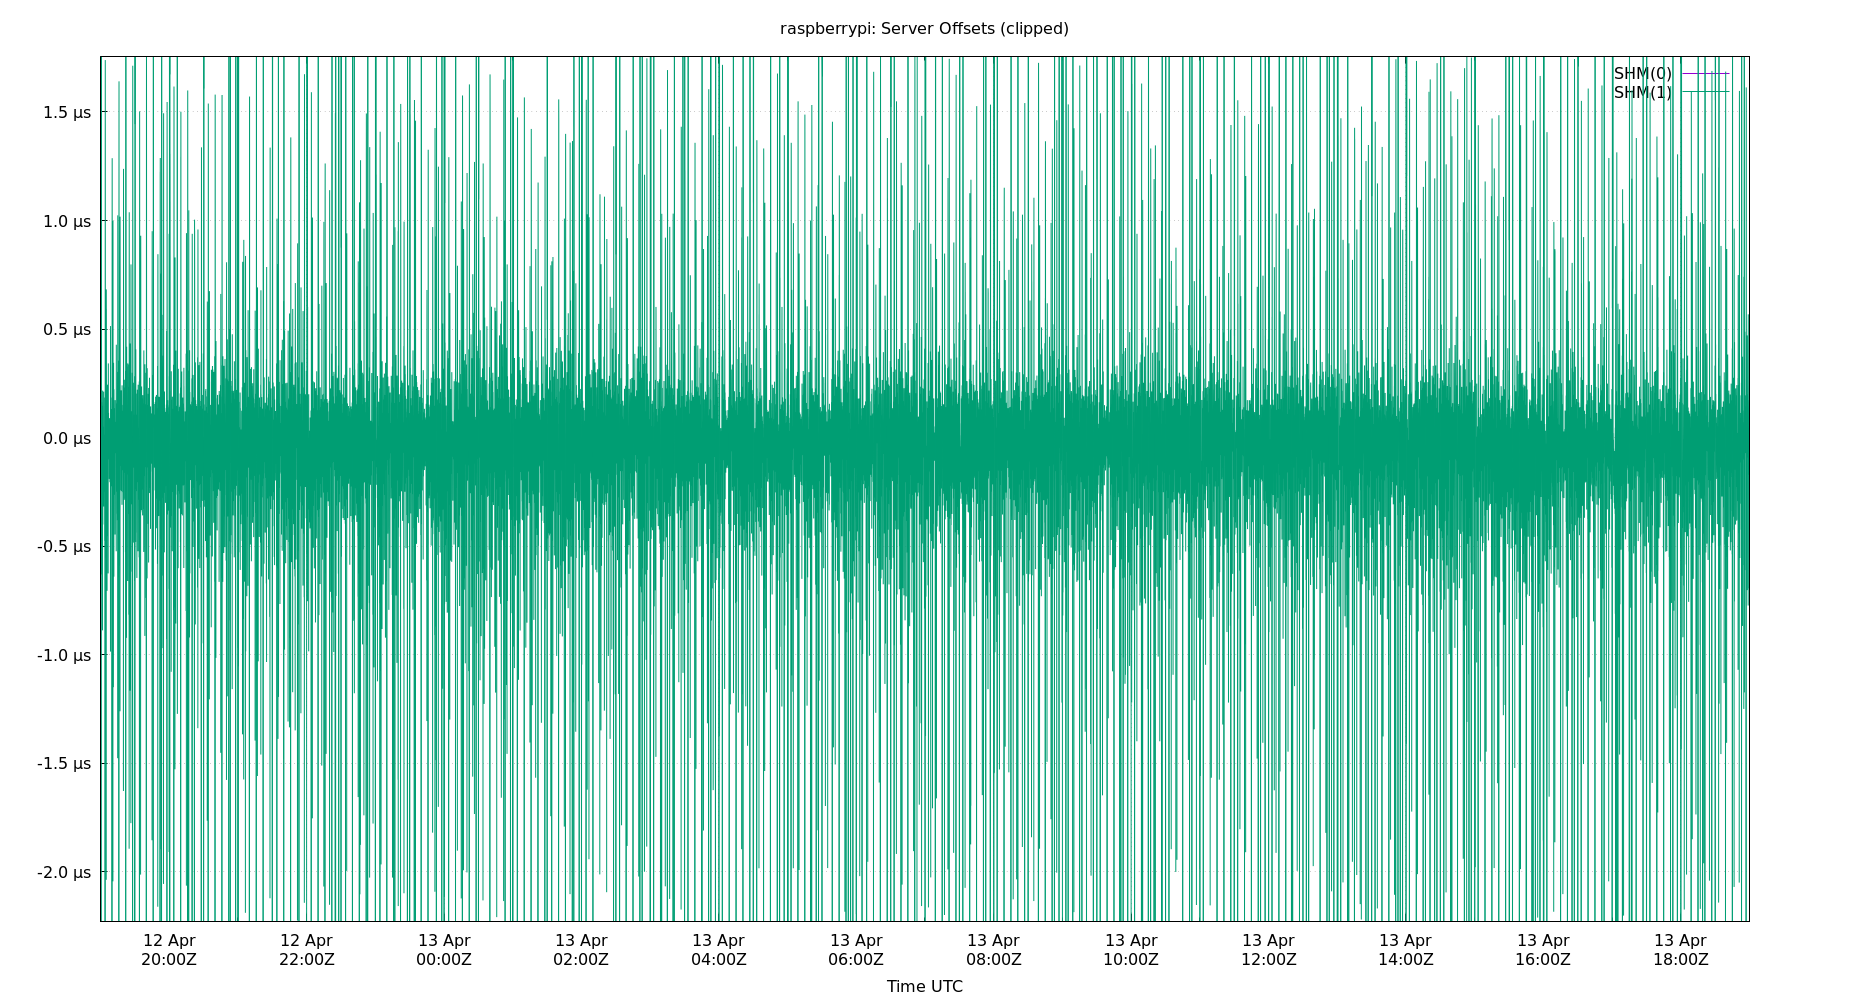 raspberrypi: Server Offsets (clipped)
SHM(0)
SHM(1)
1.5 µs
1.0 µs
0.5 µs
0.0 µs
-0.5 µs
-1.0 µs
-1.5 µs
-2.0 µs
12 Apr 12 Apr 13 Apr 13 Apr 13 Apr 13 Apr 13 Apr 13 Apr 13 Apr 13 Apr 13 Apr 13 Apr
20:00Z 22:00Z 00:00Z 02:00Z 04:00Z 06:00Z 08:00Z 10:00Z 12:00Z 14:00Z 16:00Z 18:00Z
Time UTC